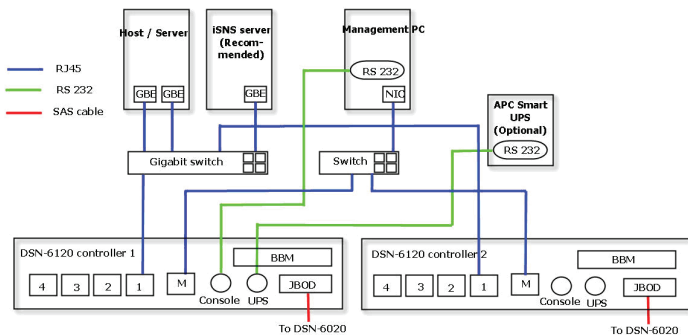 Host / Server
iSNS server
(Recom-
mended)
Management PC
RJ45
RS 232
SAS cable
GBE
GBE
GBE
RS 232
NIC
APC Smart
UPS
(Optional)
RS 232
Gigabit switch
Switch
DSN-6120 controller 1
BBM
4
3
2
1
M
Console
UPS
JBOD
To DSN-6020
DSN-6120 controller 2
BBM
4
3
2
1
M
Console
UPS
JBOD
To DSN-6020